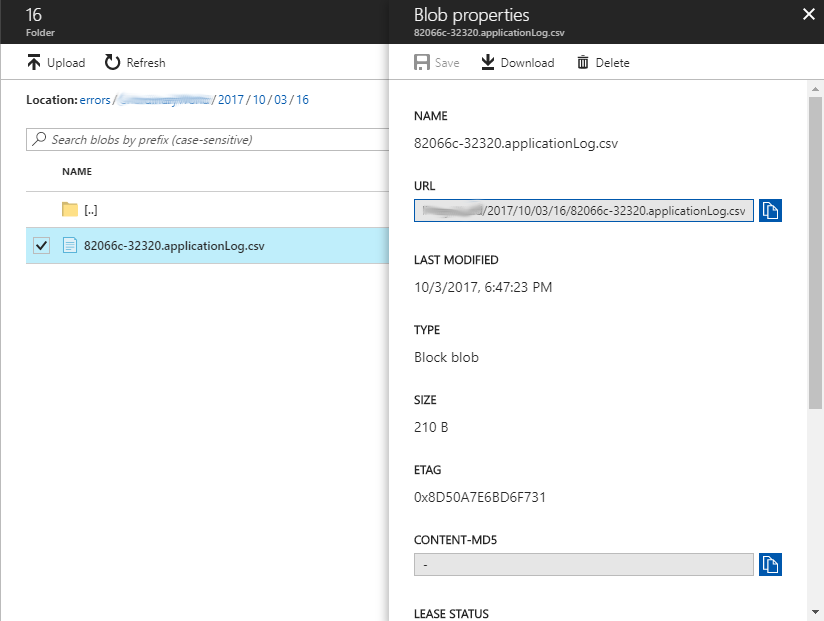 16
Folder
Upload
Refresh
Location: errors / / 2017 / 10 / 03 / 16
Search blobs by prefix (case-sensitive)
NAME
[..]
82066c-32320.applicationLog.csv
Blob properties
82066c-32320.applicationLog.csv
Save
Download
Delete
NAME
82066c-32320.applicationLog.csv
URL
/2017/10/03/16/82066c-32320.applicationLog.csv
LAST MODIFIED
10/3/2017, 6:47:23 PM
TYPE
Block blob
SIZE
210 B
ETAG
0x8D50A7E6BD6F731
CONTENT-MD5
-
LEASE STATUS